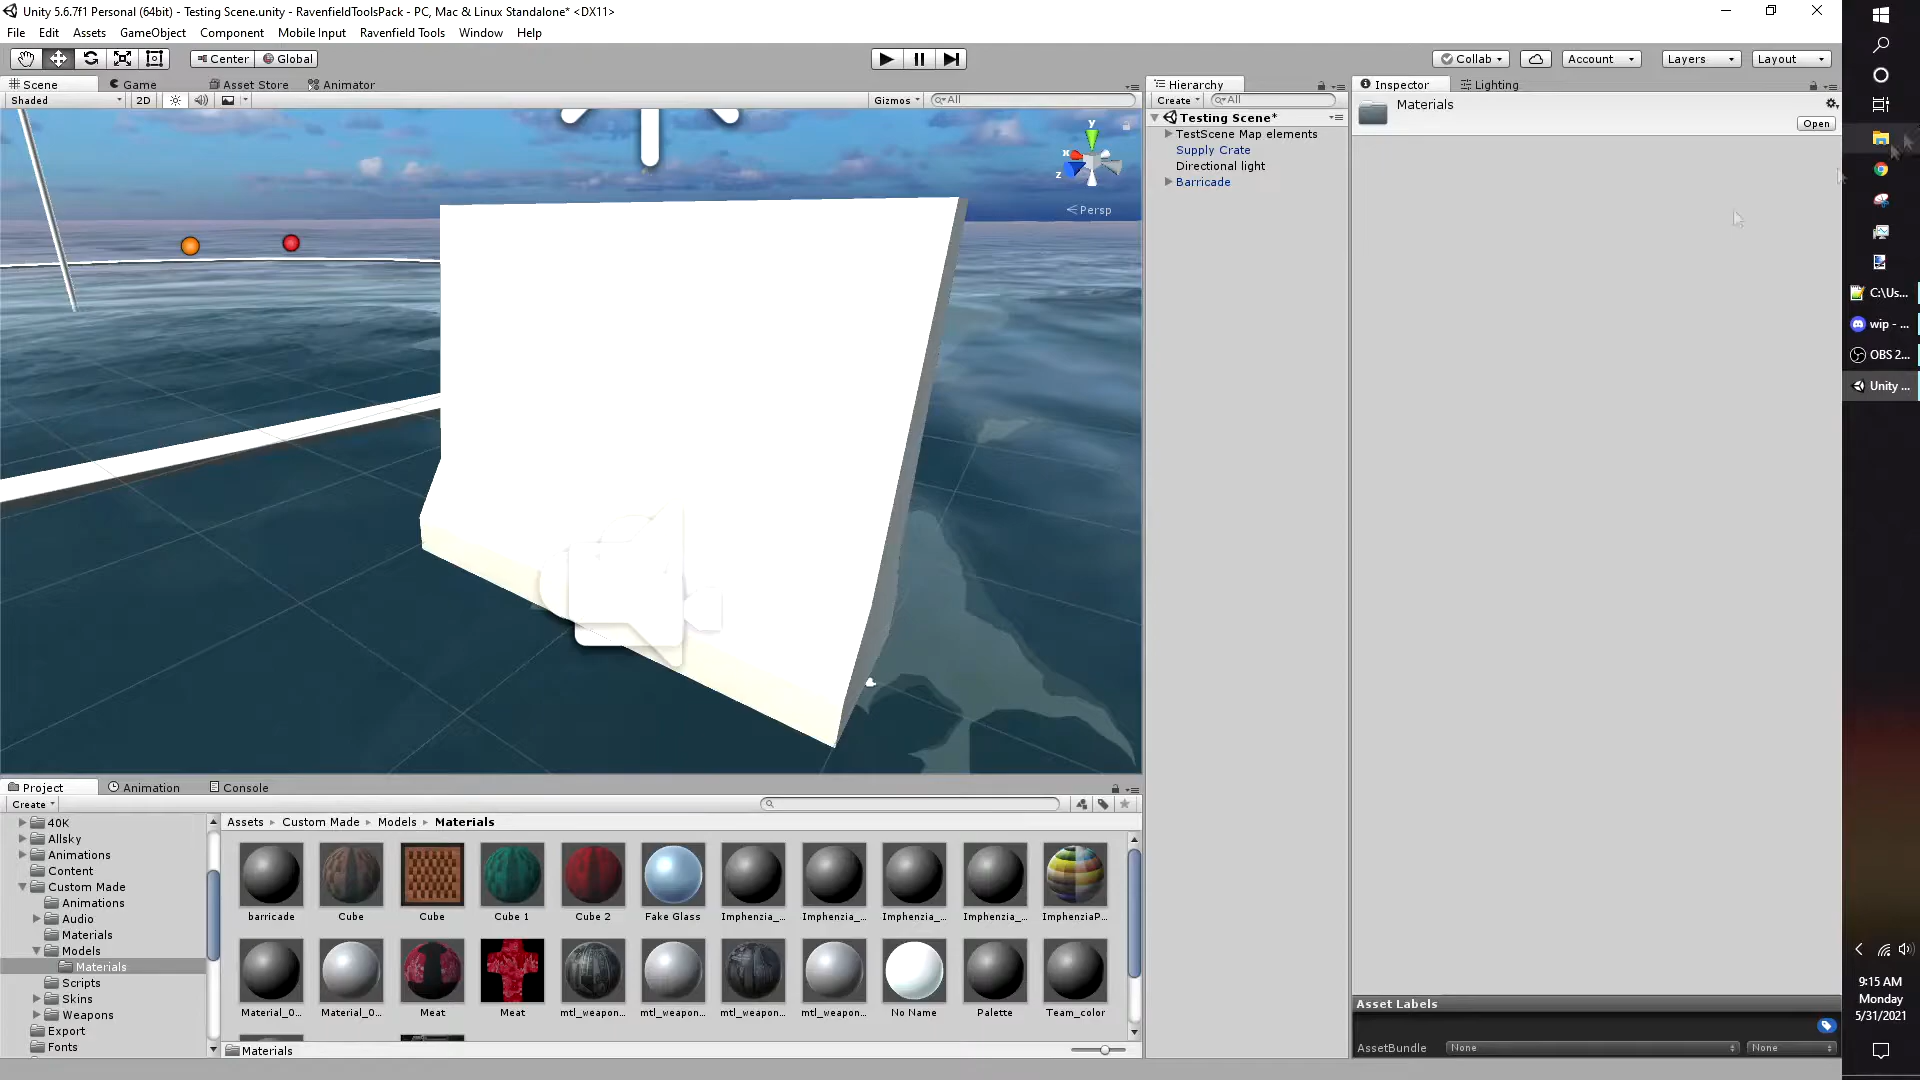 Unity 5.6.7f1 Personal (64bit) - Testing Scene.unity - RavenfieldToolsPack - PC, Mac & Linux Standalone* <DX11>
File Edit Assets GameObject Component Mobile Input Ravenfield Tools Window Help
Center Global Collab Account Layers Layout
Scene Game Asset Store Animator
Shaded 2D Gizmos All
y
x
z
Persp
Hierarchy
Create All
Testing Scene*
TestScene Map elements
Supply Crate
Directional light
Barricade
Inspector Lighting
Materials
Open
C:\Us...
wip - ...
OBS 2...
Unity ...
Project Animation Console
Create
40K
Allsky
Animations
Content
Custom Made
Animations
Audio
Materials
Models
Materials
Scripts
Skins
Weapons
Export
Fonts
Assets Custom Made Models Materials
barricade Cube Cube Cube 1 Cube 2 Fake Glass Imphenzia_... Imphenzia_... Imphenzia_... Imphenzia_... ImphenziaP...
Material_0... Material_0... Meat Meat mtl_weapon... mtl_weapon... mtl_weapon... mtl_weapon... No Name Palette Team_color
Materials
Asset Labels
AssetBundle None None
9:15 AM
Monday
5/31/2021